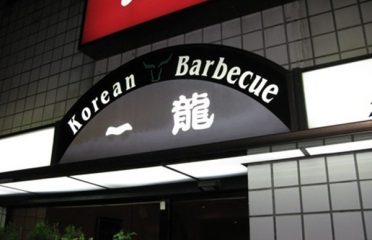 Korean Barbecue
一龍